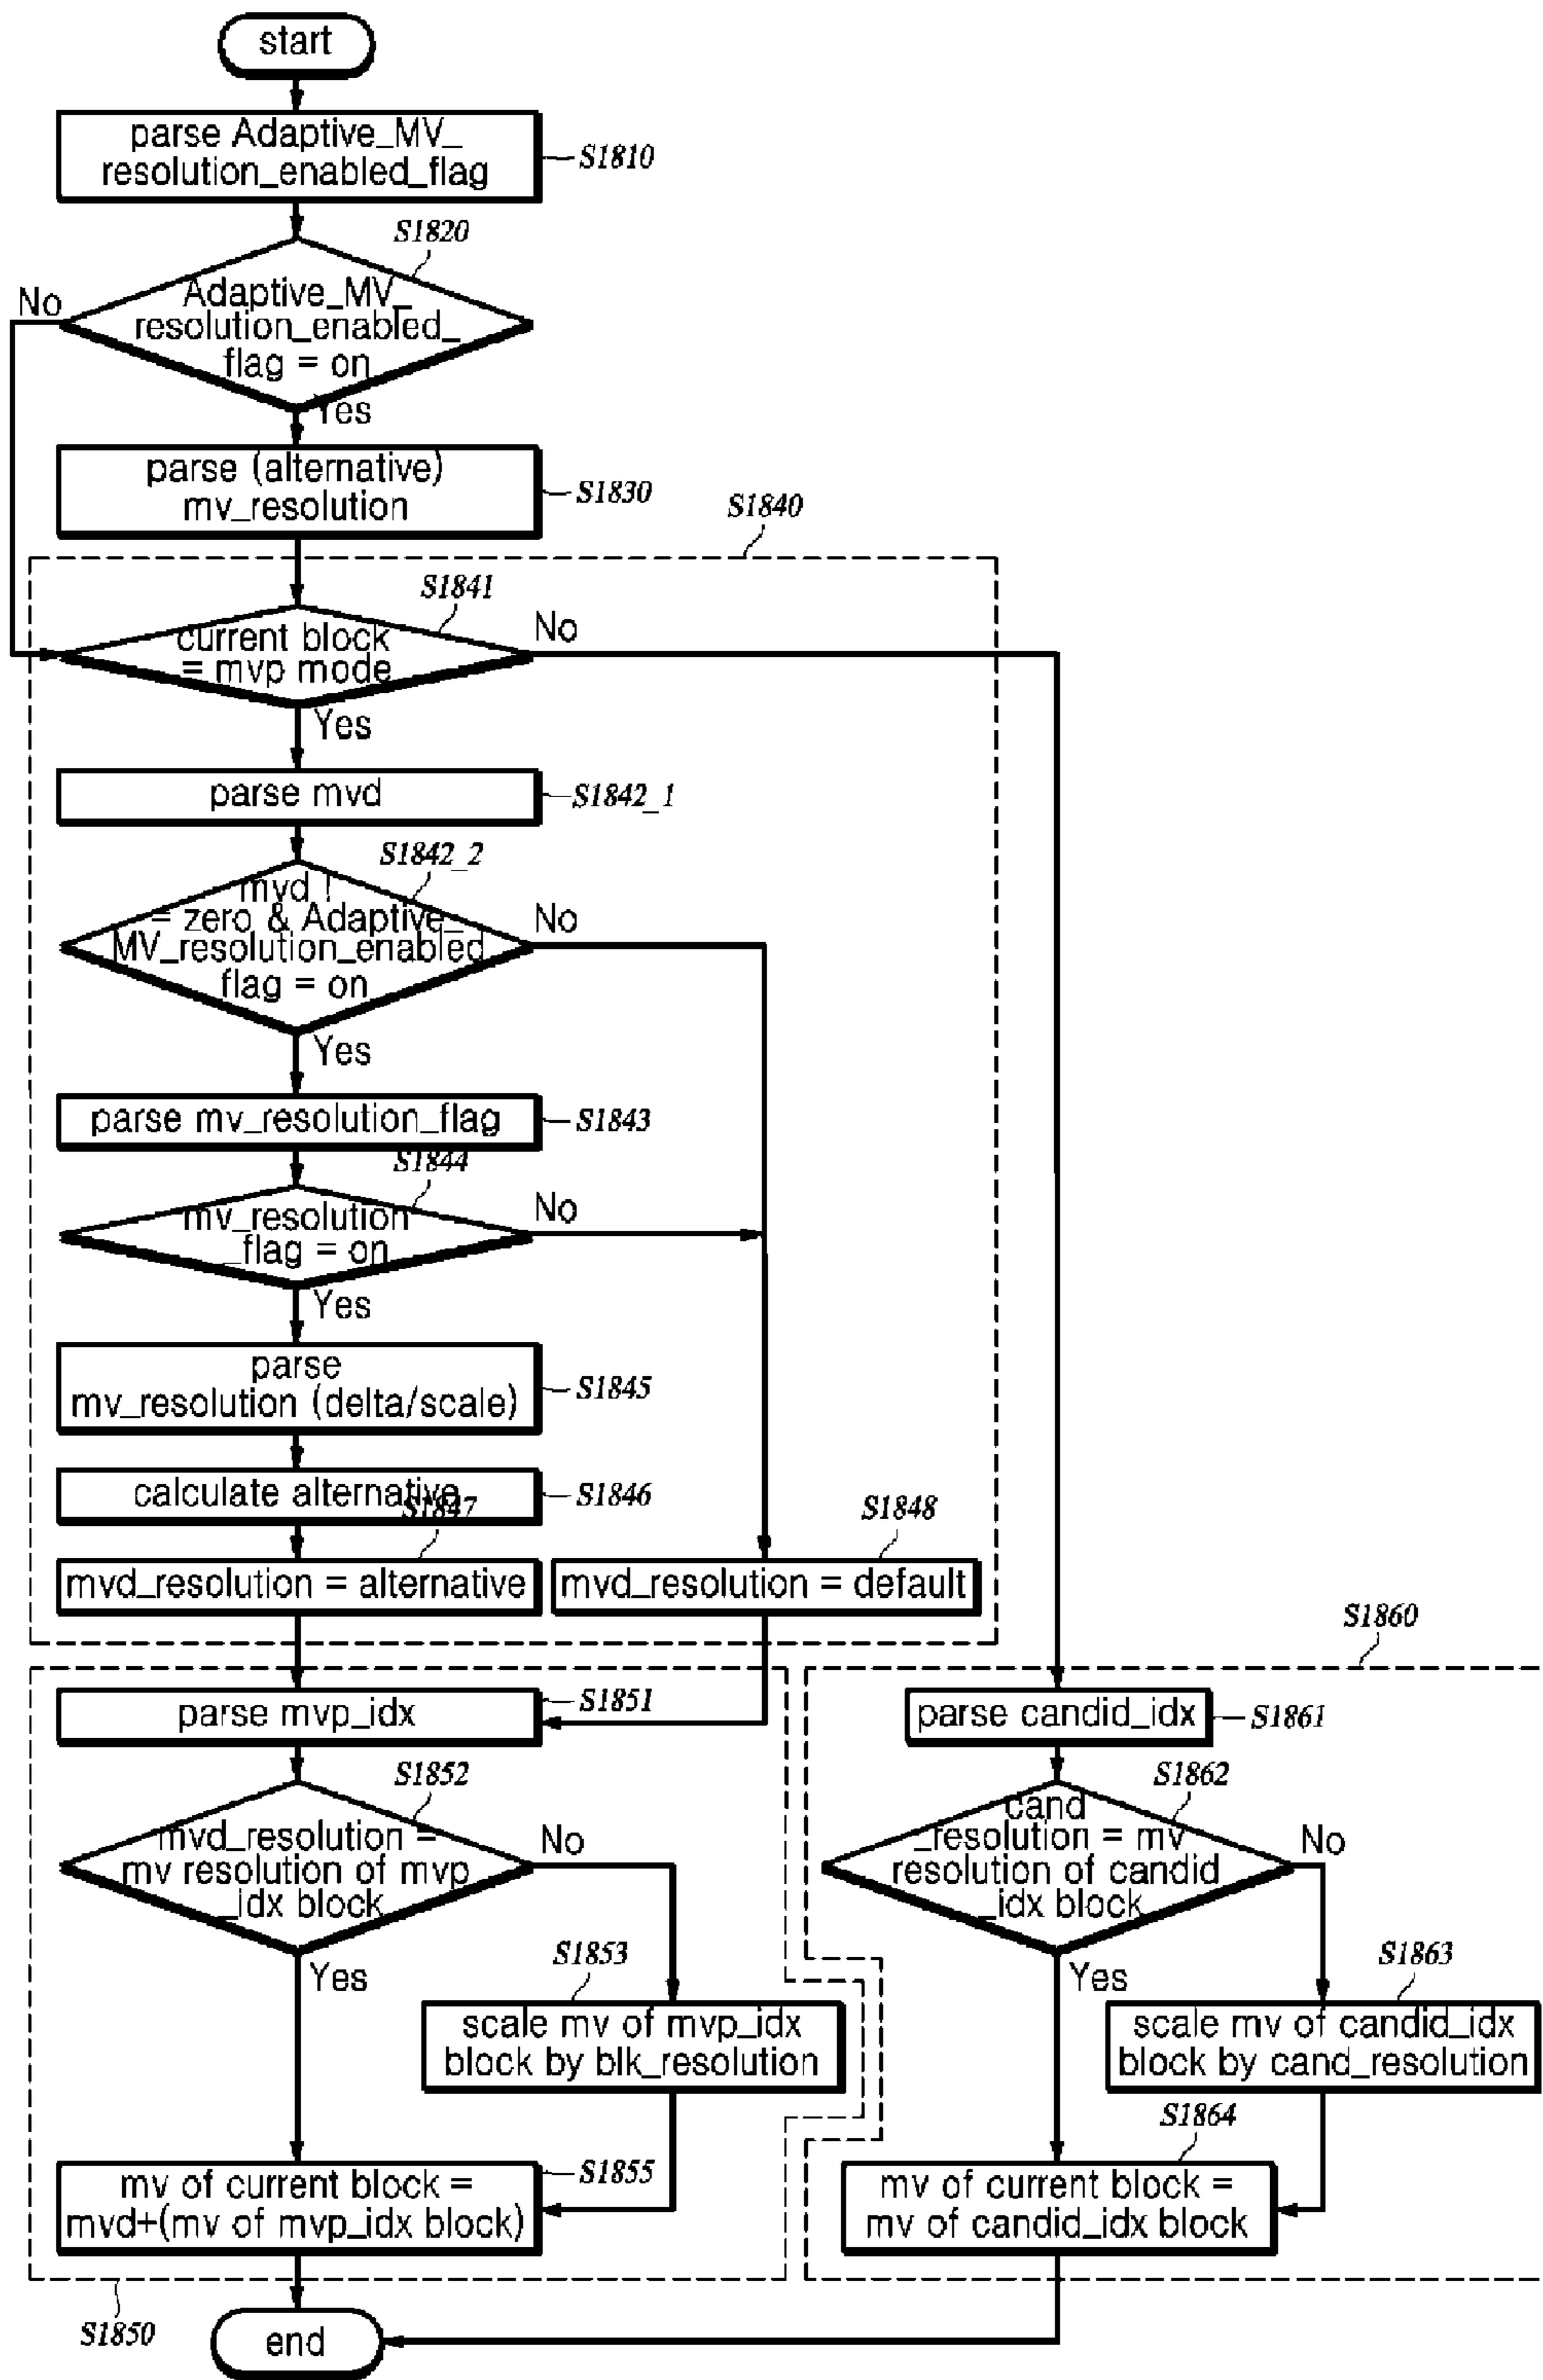 start
parse Adaptive_MV_
resolution_enabled_flag
S1810
S1820
No
Adaptive_MV_
resolution_enabled_
flag = on
Yes
parse (alternative)
mv_resolution
S1830
S1840
S1841
current block
= mvp mode
No
Yes
parse mvd
S1842_1
S1842_2
mvd !
= zero & Adaptive_
MV_resolution_enabled
flag = on
No
Yes
parse mv_resolution_flag
S1843
S1844
mv_resolution
_flag = on
No
Yes
parse
mv_resolution (delta/scale)
S1845
calculate alternative
S1846
S1847
S1848
mvd_resolution = alternative
mvd_resolution = default
S1860
parse mvp_idx
S1851
parse candid_idx
S1861
S1852
mvd_resolution =
mv resolution of mvp
_idx block
No
Yes
S1862
cand
_resolution = mv
resolution of candid
_idx block
No
Yes
S1853
scale mv of mvp_idx
block by blk_resolution
S1863
scale mv of candid_idx
block by cand_resolution
mv of current block =
mvd+(mv of mvp_idx block)
S1855
S1864
mv of current block =
mv of candid_idx block
S1850
end